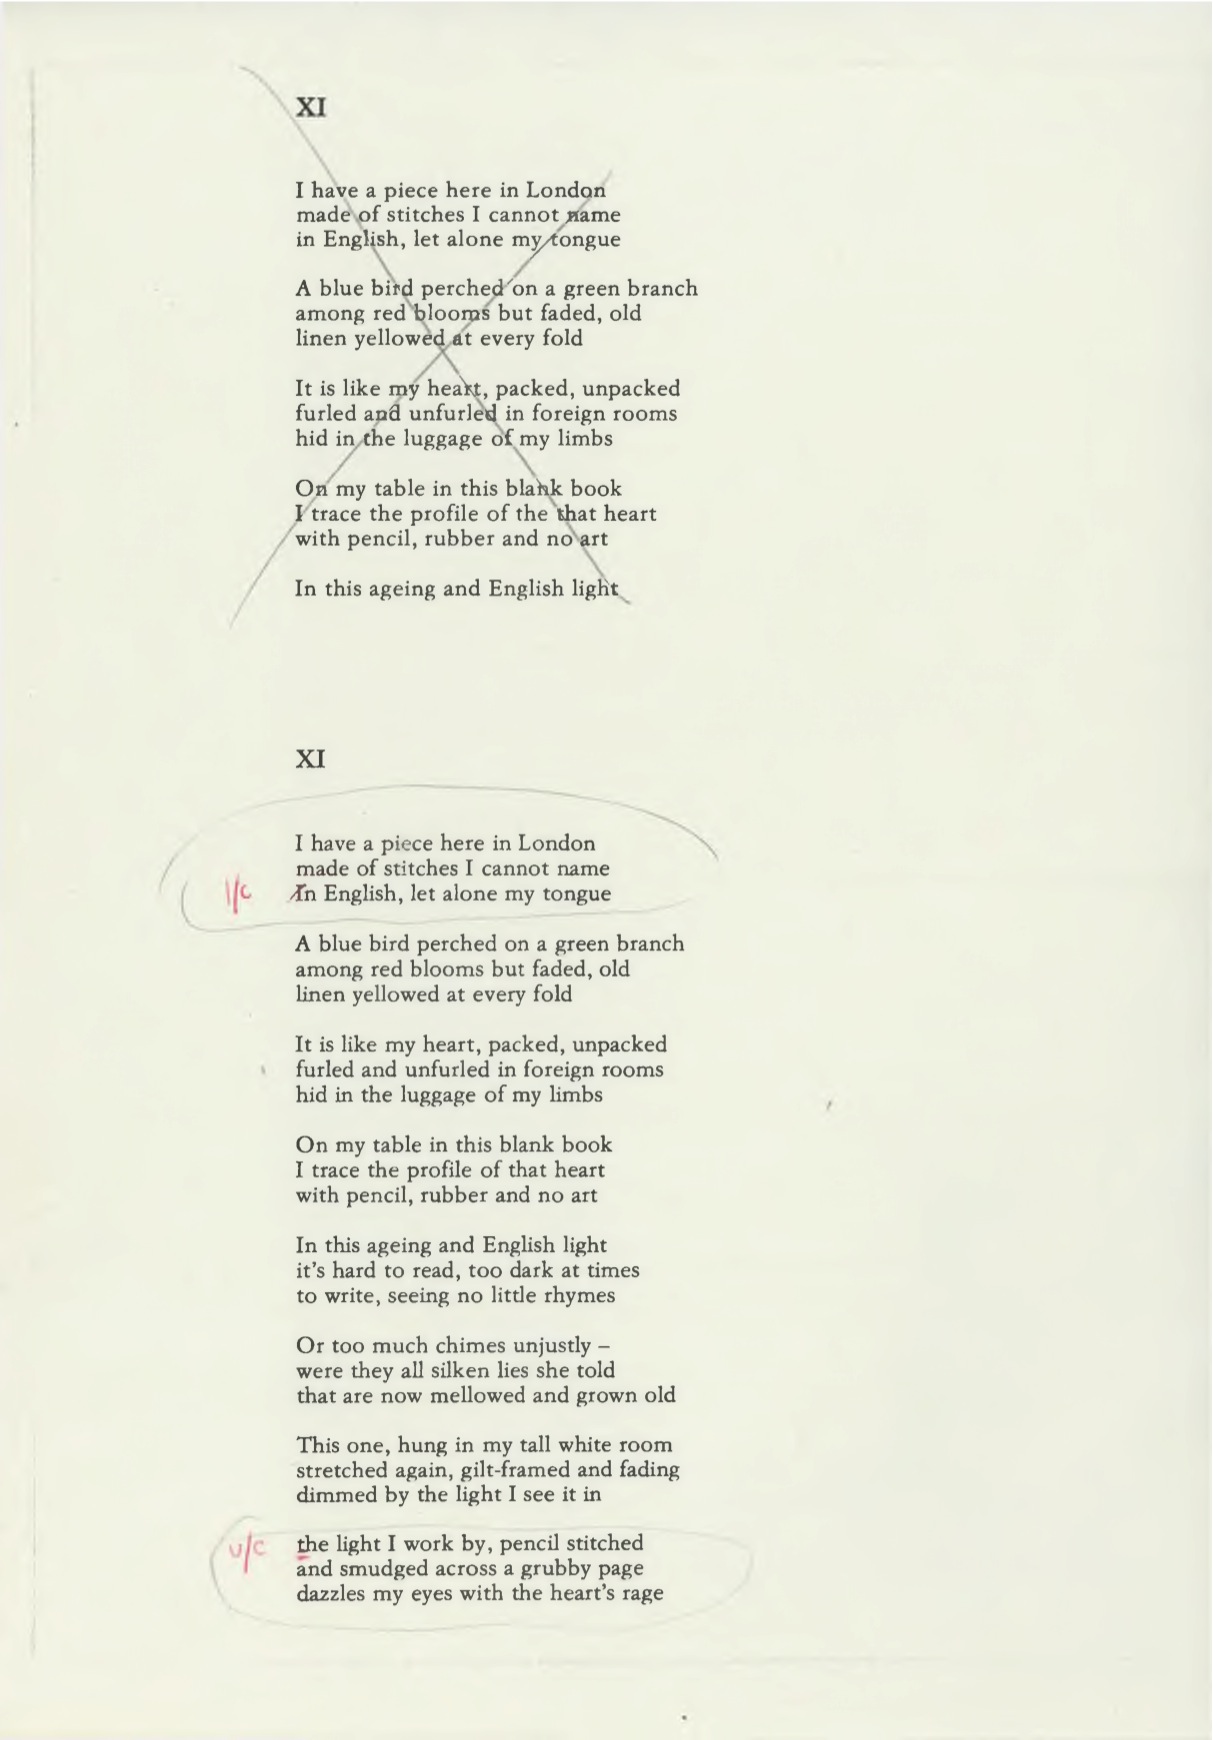 XI
I have a piece here in London
made of stitches I cannot name
in English, let alone my tongue
A blue bird perched on a green branch
among red blooms but faded, old
linen yellowed at every fold
It is like my heart, packed, unpacked
furled and unfurled in foreign rooms
hid in the luggage of my limbs
On my table in this blank book
I trace the profile of the that heart
with pencil, rubber and no art
In this ageing and English light
XI
I have a piece here in London
made of stitches I cannot name
l/c In English, let alone my tongue
A blue bird perched on a green branch
among red blooms but faded, old
linen yellowed at every fold
It is like my heart, packed, unpacked
furled and unfurled in foreign rooms
hid in the luggage of my limbs
On my table in this blank book
I trace the profile of that heart
with pencil, rubber and no art
In this ageing and English light
it's hard to read, too dark at times
to write, seeing no little rhymes
Or too much chimes unjustly –
were they all silken lies she told
that are now mellowed and grown old
This one, hung in my tall white room
stretched again, gilt-framed and fading
dimmed by the light I see it in
u/c the light I work by, pencil stitched
and smudged across a grubby page
dazzles my eyes with the heart's rage